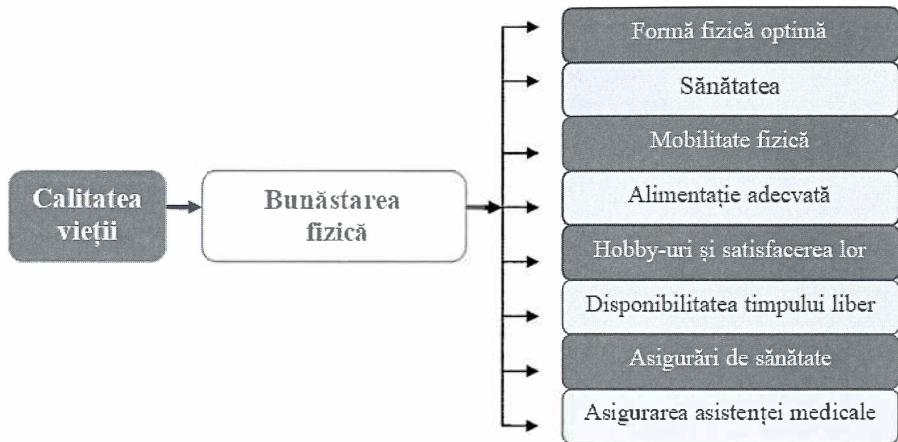 Formă fizică optimă
Sănătatea
Mobilitate fizică
Calitatea
vieții
Bunăstarea
fizică
Alimentație adecvată
Hobby-uri și satisfacerea lor
Disponibilitatea timpului liber
Asigurări de sănătate
Asigurarea asistenței medicale